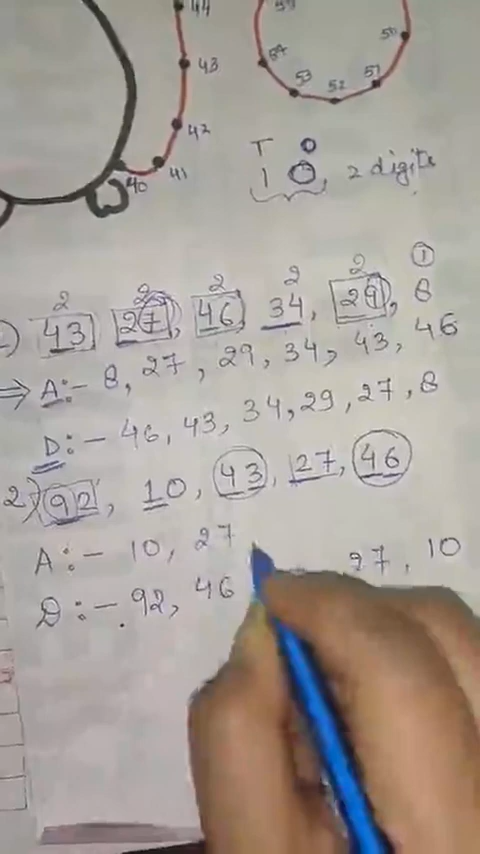 44
43
42
41
40
54
53
52
51
50
T O
1 0 2 digits
2 2 2 2 2 1
43 27, 46 34, 29, 8
⇒ A:- 8, 27, 29, 34, 43, 46
D:- 46, 43, 34, 29, 27, 8
2) 92, 10, 43, 27, 46
A:- 10, 27
D:- 92, 46 27, 10